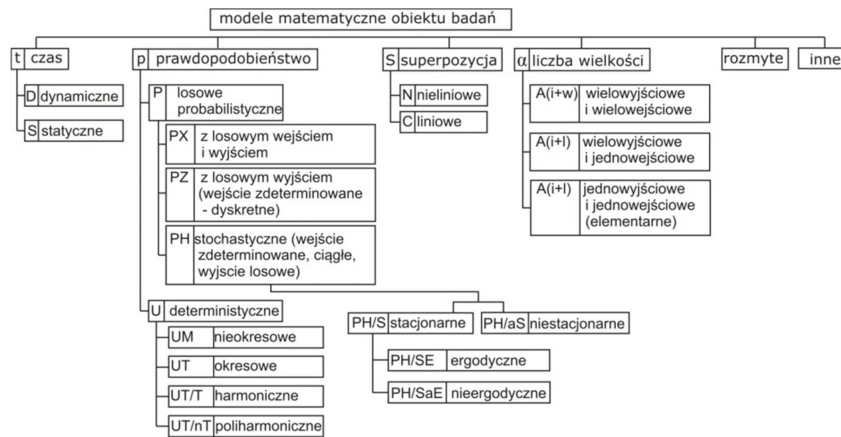 modele matematyczne obiektu badań
t czas
p prawdopodobieństwo
S superpozycja
α liczba wielkości
rozmyte
inne
D dynamiczne
S statyczne
P losowe
probabilistyczne
PX z losowym wejściem
i wyjściem
PZ z losowym wyjściem
(wejście zdeterminowane
- dyskretne)
PH stochastyczne (wejście
zdeterminowane, ciągłe,
wyjscie losowe)
N nieliniowe
C liniowe
A(i+w) wielowyjściowe
i wielowejściowe
A(i+l) wielowyjściowe
i jednowejściowe
A(i+l) jednowyjściowe
i jednowejściowe
(elementarne)
U deterministyczne
UM nieokresowe
UT okresowe
UT/T harmoniczne
UT/nT poliharmoniczne
PH/S stacjonarne
PH/aS niestacjonarne
PH/SE ergodyczne
PH/SaE nieergodyczne